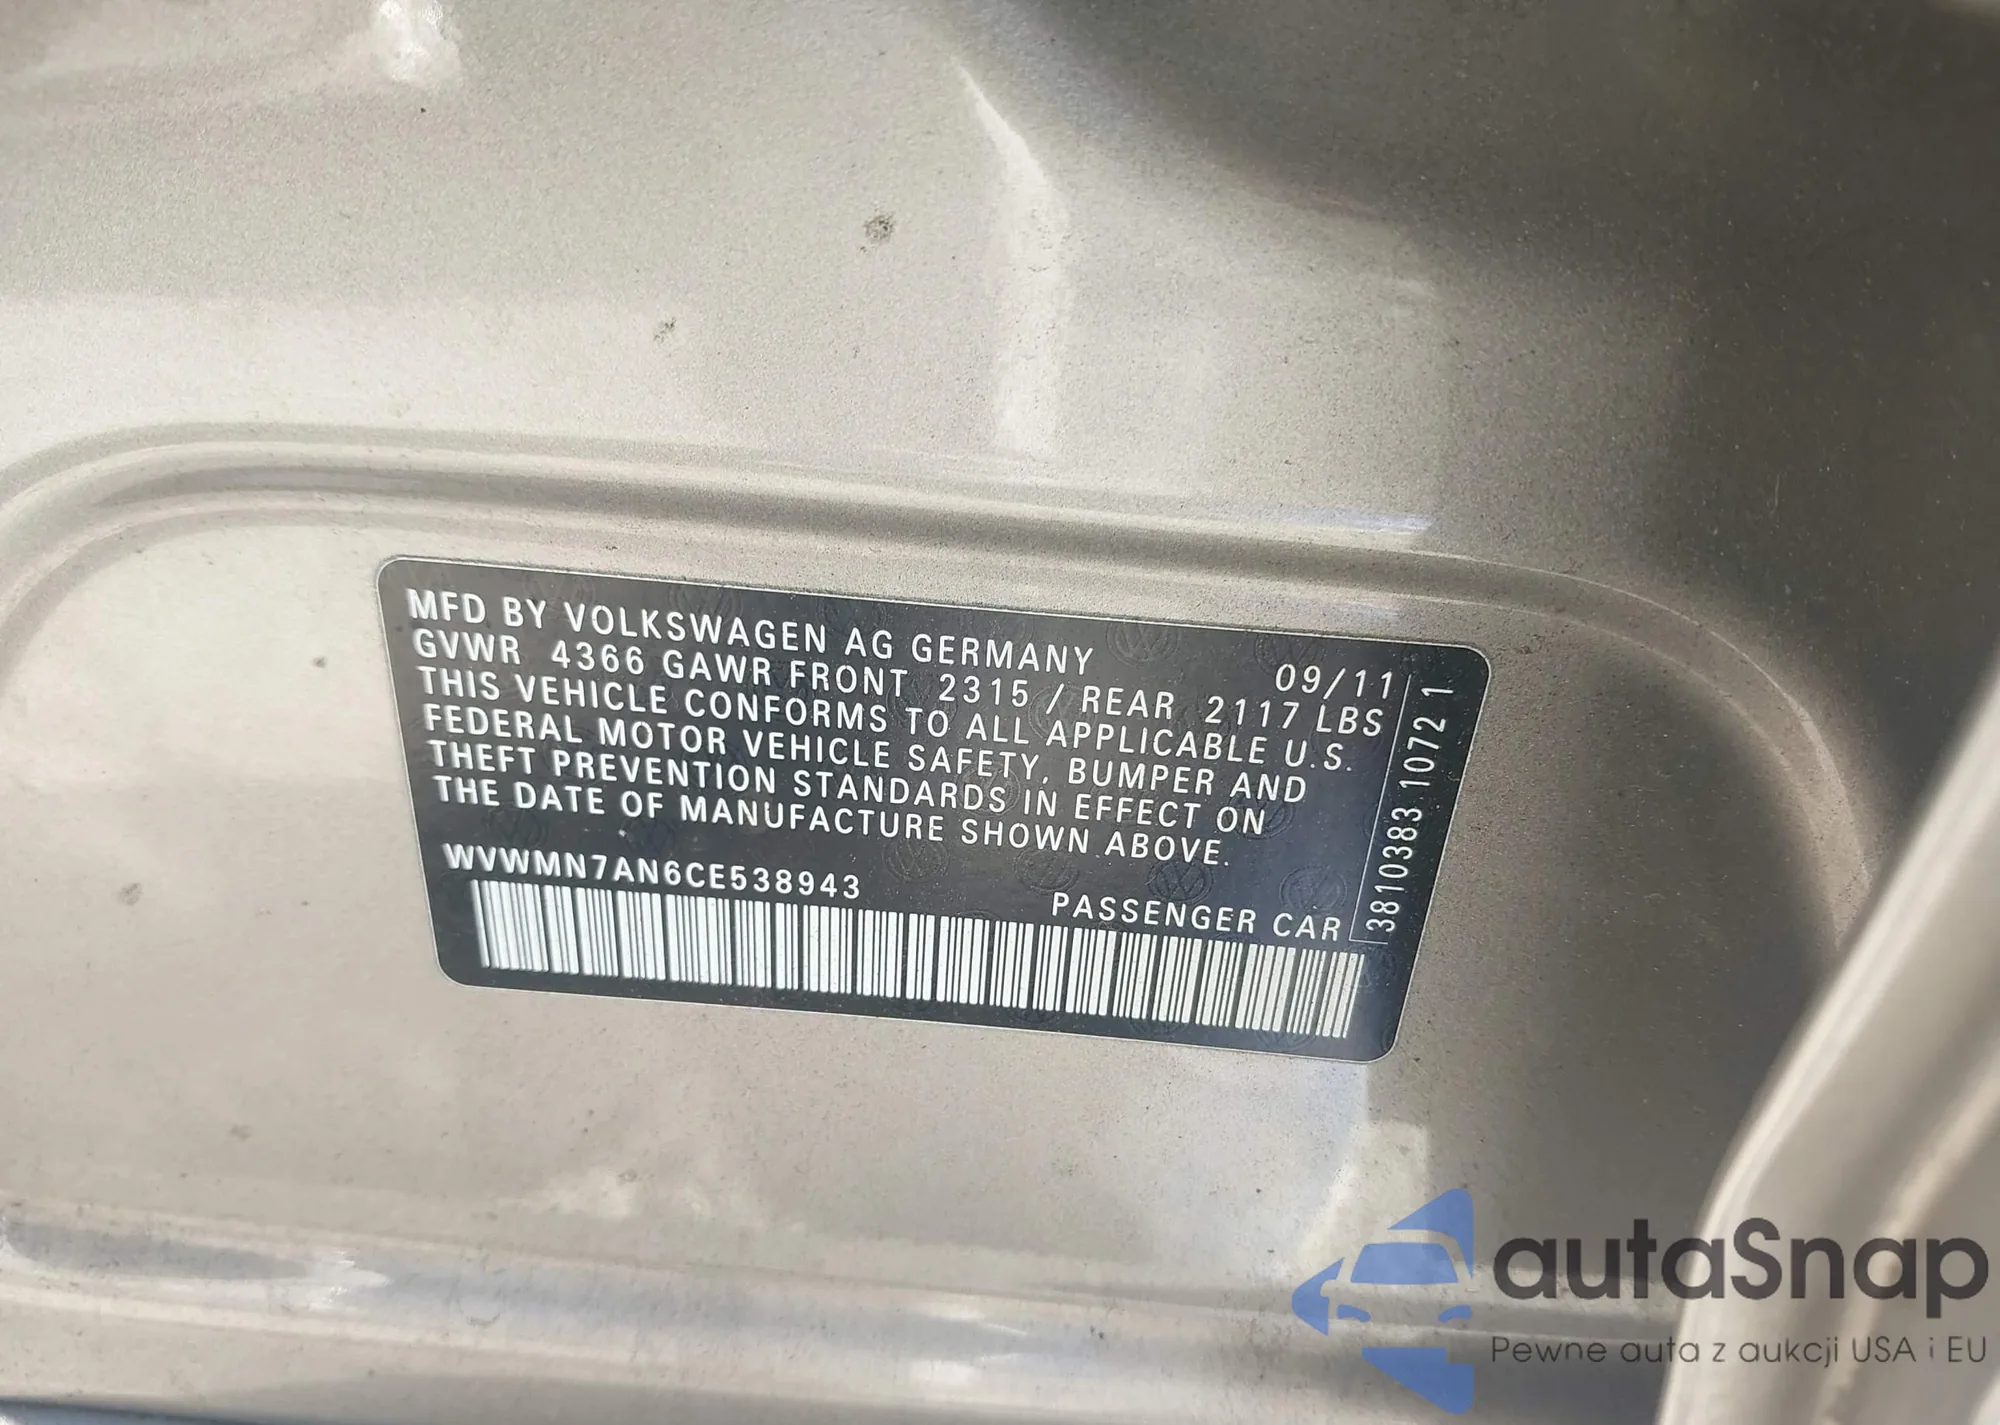 MFD BY VOLKSWAGEN AG GERMANY 09/11
GVWR 4366 GAWR FRONT 2315 / REAR 2117 LBS
THIS VEHICLE CONFORMS TO ALL APPLICABLE U.S.
FEDERAL MOTOR VEHICLE SAFETY, BUMPER AND
THEFT PREVENTION STANDARDS IN EFFECT ON
THE DATE OF MANUFACTURE SHOWN ABOVE.
WVWMN7AN6CE538943
PASSENGER CAR
3810383 1072 1
autaSnap
Pewne auta z aukcji USA i EU